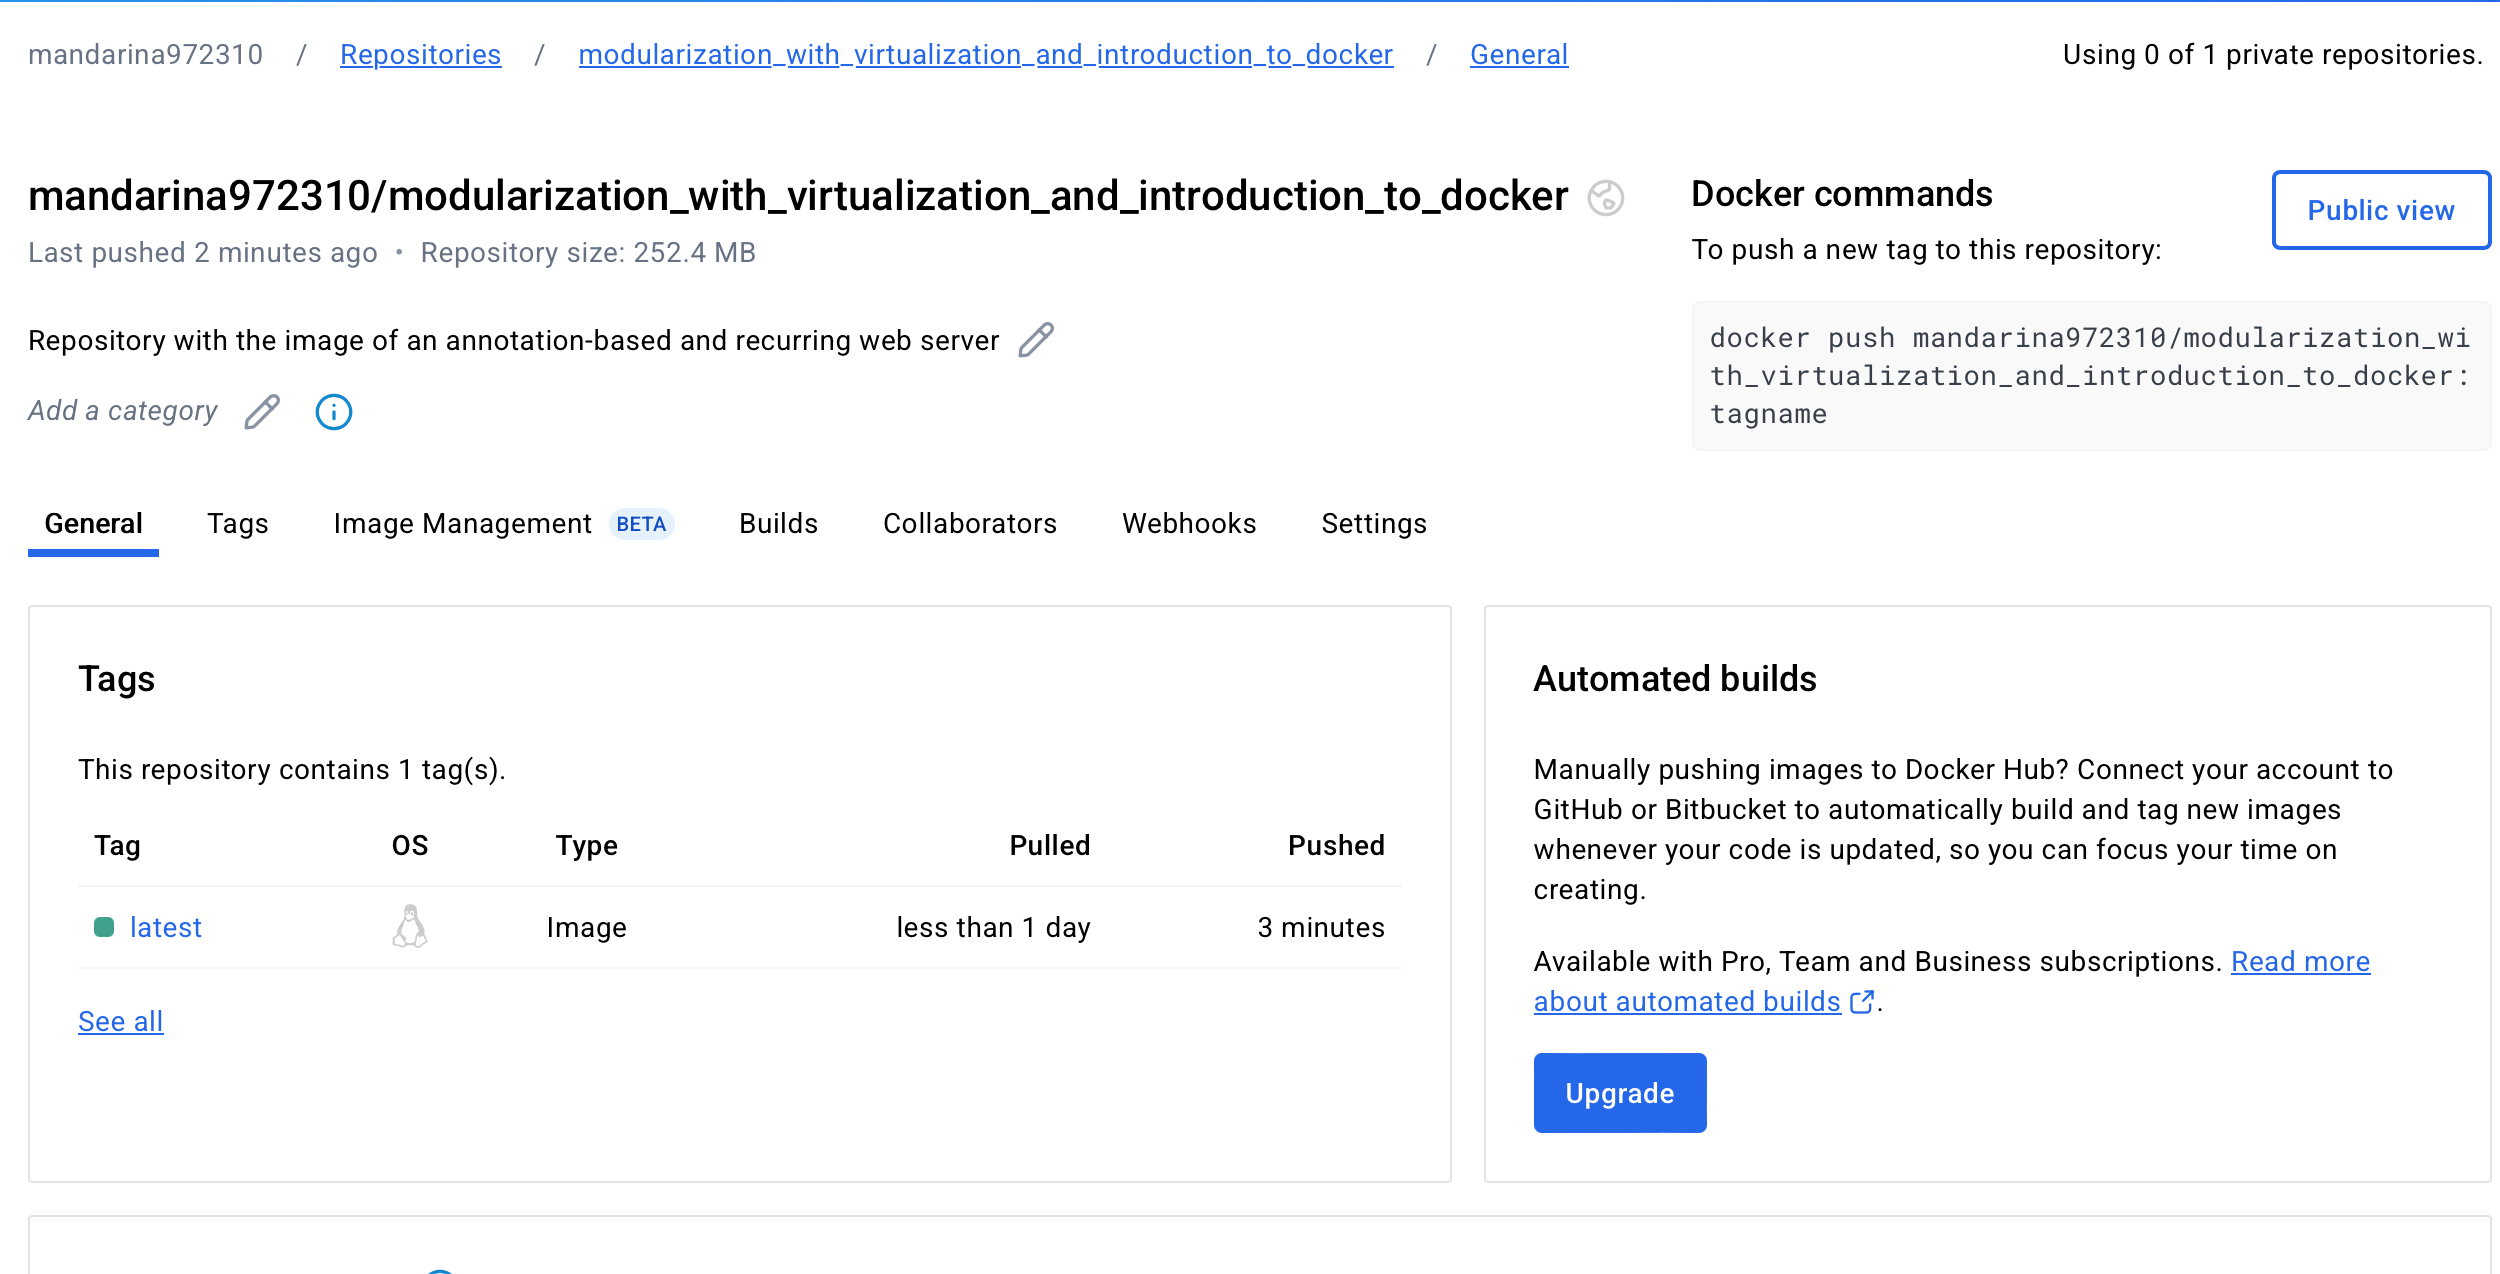 mandarina972310 / Repositories / modularization_with_virtualization_and_introduction_to_docker / General
Using 0 of 1 private repositories.
mandarina972310/modularization_with_virtualization_and_introduction_to_docker
Last pushed 2 minutes ago • Repository size: 252.4 MB
Repository with the image of an annotation-based and recurring web server
Add a category
Docker commands
Public view
To push a new tag to this repository:
docker push mandarina972310/modularization_wi
th_virtualization_and_introduction_to_docker:
tagname
General Tags Image Management BETA Builds Collaborators Webhooks Settings
Tags
This repository contains 1 tag(s).
Tag OS Type Pulled Pushed
latest Image less than 1 day 3 minutes
See all
Automated builds
Manually pushing images to Docker Hub? Connect your account to
GitHub or Bitbucket to automatically build and tag new images
whenever your code is updated, so you can focus your time on
creating.
Available with Pro, Team and Business subscriptions. Read more
about automated builds .
Upgrade